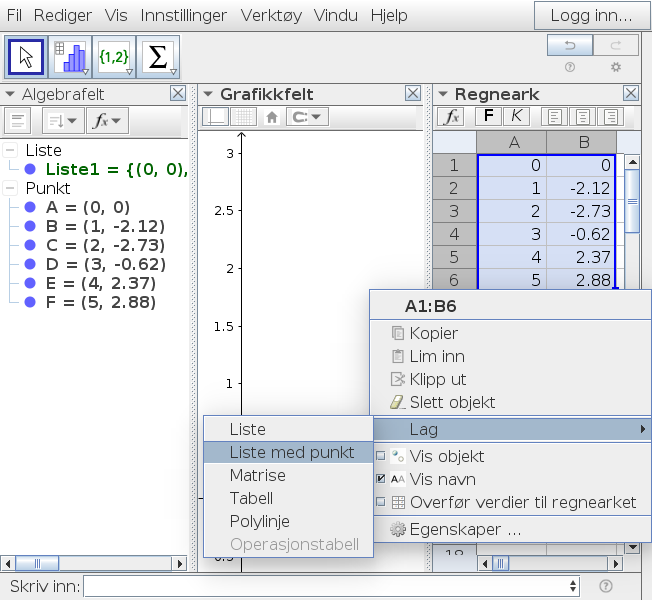 Fil Rediger Vis Innstillinger Verktøy Vindu Hjelp Logg inn...
{1,2} Σ
Algebrafelt
Grafikkfelt
Regneark
fx
fx F K
Liste
Liste1 = {(0, 0),
Punkt
A = (0, 0)
B = (1, -2.12)
C = (2, -2.73)
D = (3, -0.62)
E = (4, 2.37)
F = (5, 2.88)
3
2.5
2
1.5
1
0.5
A B
1 0 0
2 1 -2.12
3 2 -2.73
4 3 -0.62
5 4 2.37
6 5 2.88
A1:B6
Kopier
Lim inn
Klipp ut
Slett objekt
Lag
Vis objekt
AA Vis navn
Overfør verdier til regnearket
Egenskaper ...
Liste
Liste med punkt
Matrise
Tabell
Polylinje
Operasjonstabell
Skriv inn: